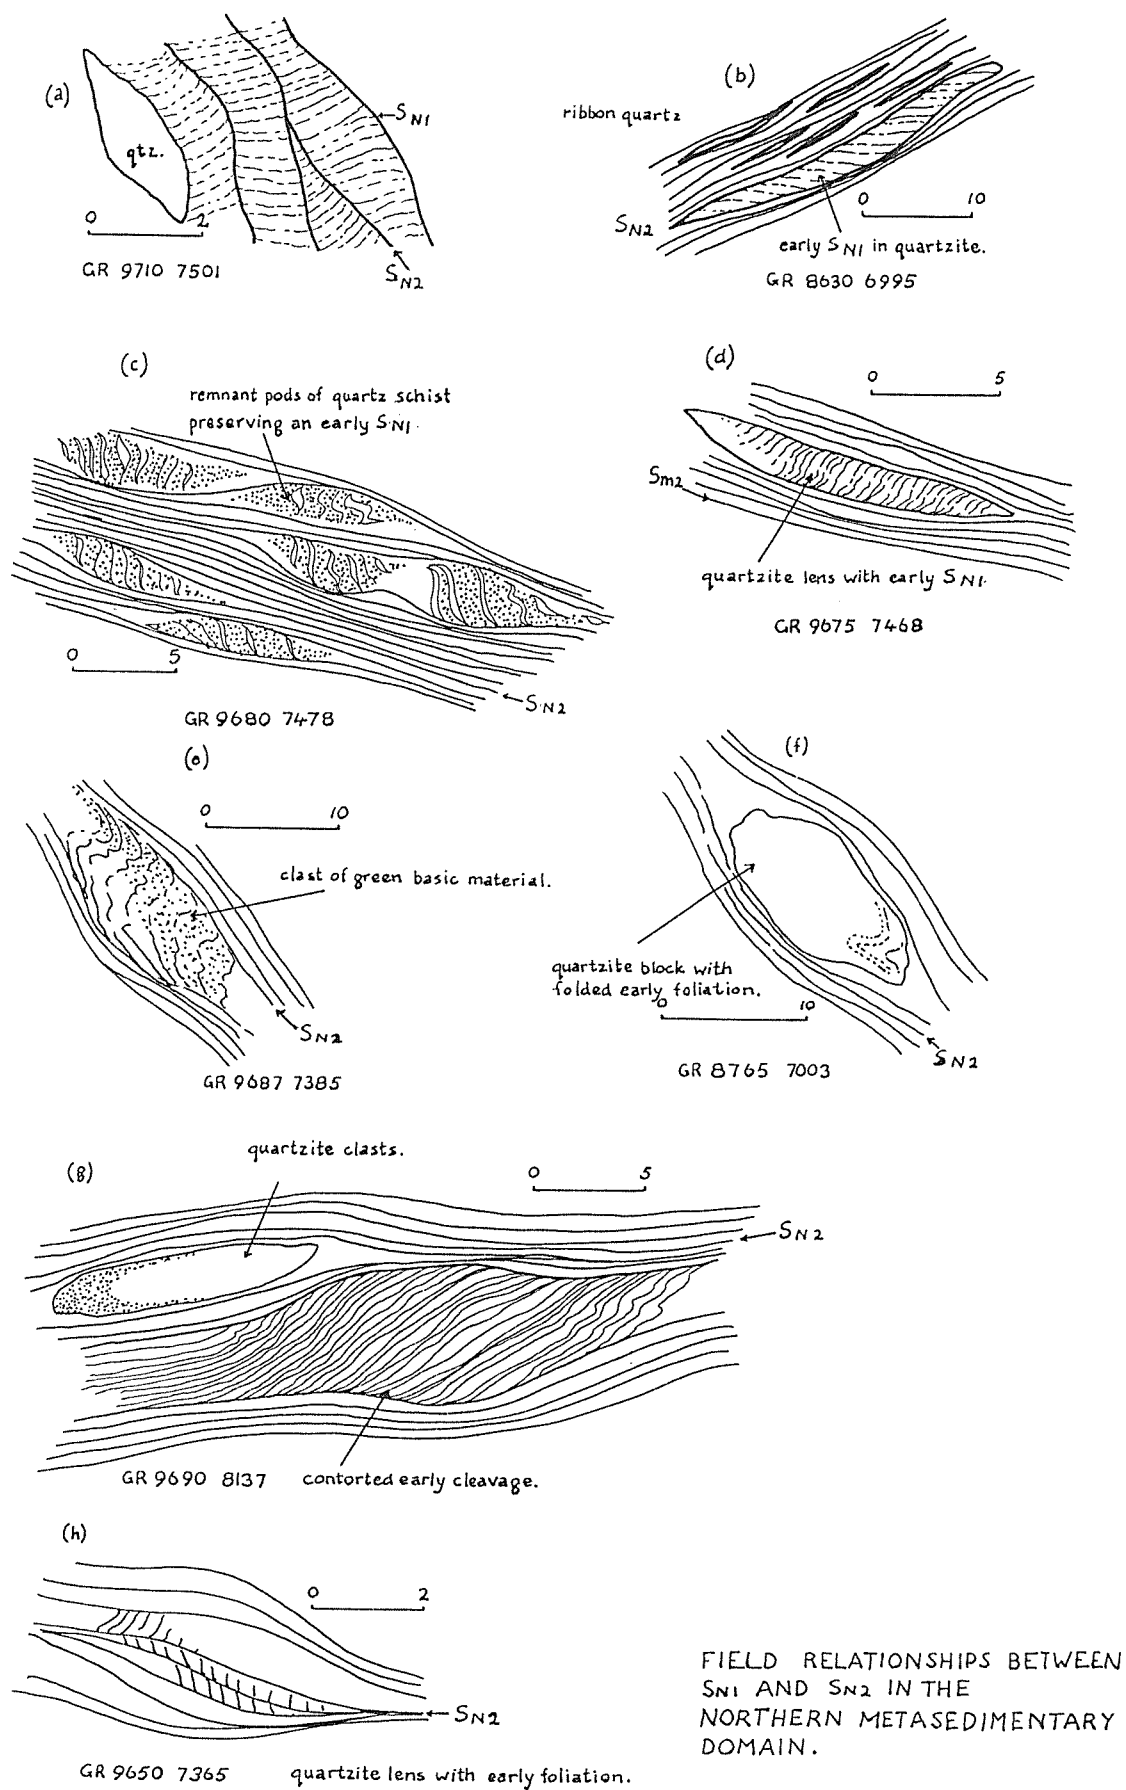 (a)
qtz.
0 2
SN1
SN2
GR 9710 7501
(b)
ribbon quartz
SN2
0 10
early SN1 in quartzite.
GR 8630 6995
(c)
remnant pods of quartz schist
preserving an early SN1.
0 5
SN2
GR 9680 7478
(d)
0 5
Sm2
quartzite lens with early SN1.
GR 9675 7468
(e)
0 10
clast of green basic material.
SN2
GR 9687 7385
(f)
quartzite block with
folded early foliation.
0 10
SN2
GR 8765 7003
(g)
quartzite clasts.
0 5
SN2
GR 9690 8137
contorted early cleavage.
(h)
0 2
SN2
GR 9650 7365
quartzite lens with early foliation.
FIELD RELATIONSHIPS BETWEEN
SN1 AND SN2 IN THE
NORTHERN METASEDIMENTARY
DOMAIN.